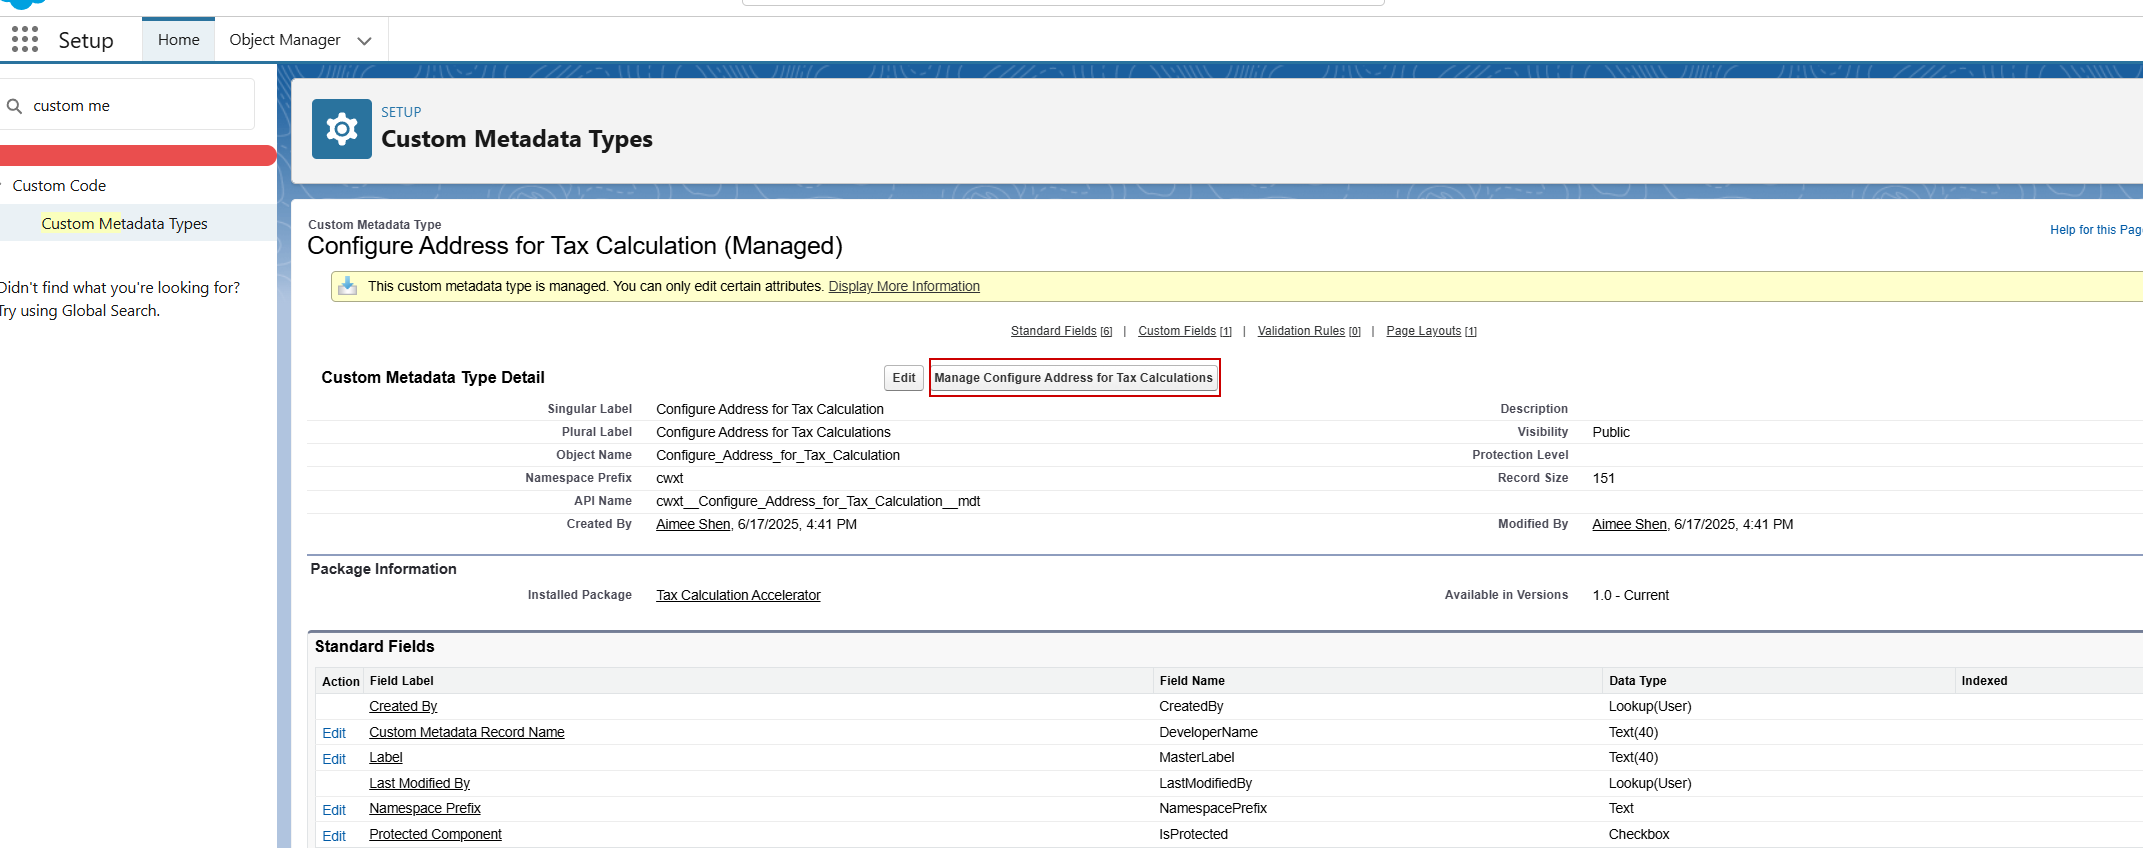 Setup
Home
Object Manager
custom me
SETUP
Custom Metadata Types
Custom Code
Custom Metadata Types
Didn't find what you're looking for?
Try using Global Search.
Custom Metadata Type
Configure Address for Tax Calculation (Managed)
Help for this Pag
This custom metadata type is managed. You can only edit certain attributes. Display More Information
Standard Fields [6] | Custom Fields [1] | Validation Rules [0] | Page Layouts [1]
Custom Metadata Type Detail
Edit
Manage Configure Address for Tax Calculations
Singular Label Configure Address for Tax Calculation Description
Plural Label Configure Address for Tax Calculations Visibility Public
Object Name Configure_Address_for_Tax_Calculation Protection Level
Namespace Prefix cwxt Record Size 151
API Name cwxt__Configure_Address_for_Tax_Calculation__mdt
Created By Aimee Shen, 6/17/2025, 4:41 PM Modified By Aimee Shen, 6/17/2025, 4:41 PM
Package Information
Installed Package Tax Calculation Accelerator Available in Versions 1.0 - Current
Standard Fields
Action Field Label Field Name Data Type Indexed
Created By CreatedBy Lookup(User)
Edit Custom Metadata Record Name DeveloperName Text(40)
Edit Label MasterLabel Text(40)
Last Modified By LastModifiedBy Lookup(User)
Edit Namespace Prefix NamespacePrefix Text
Edit Protected Component IsProtected Checkbox